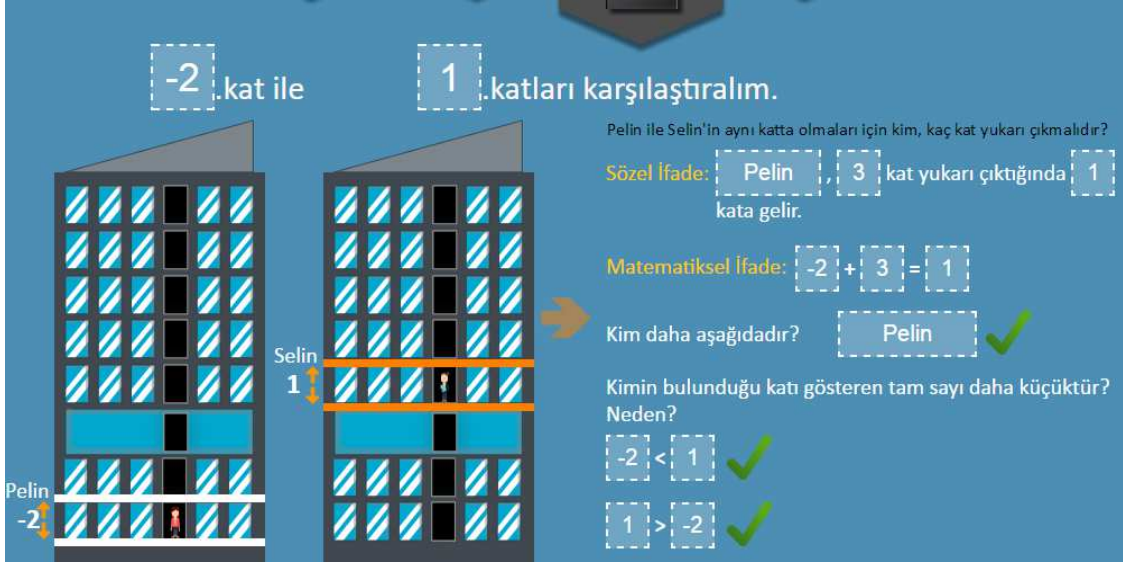 -2 .kat ile 1 .katları karşılaştıralım.
Pelin ile Selin'in aynı katta olmaları için kim, kaç kat yukarı çıkmalıdır?
Sözel İfade: Pelin , 3 kat yukarı çıktığında 1
kata gelir.
Matematiksel İfade: -2 + 3 = 1
Kim daha aşağıdadır? Pelin
Kimin bulunduğu katı gösteren tam sayı daha küçüktür?
Neden?
-2 < 1
1 > -2
Selin
1
Pelin
-2